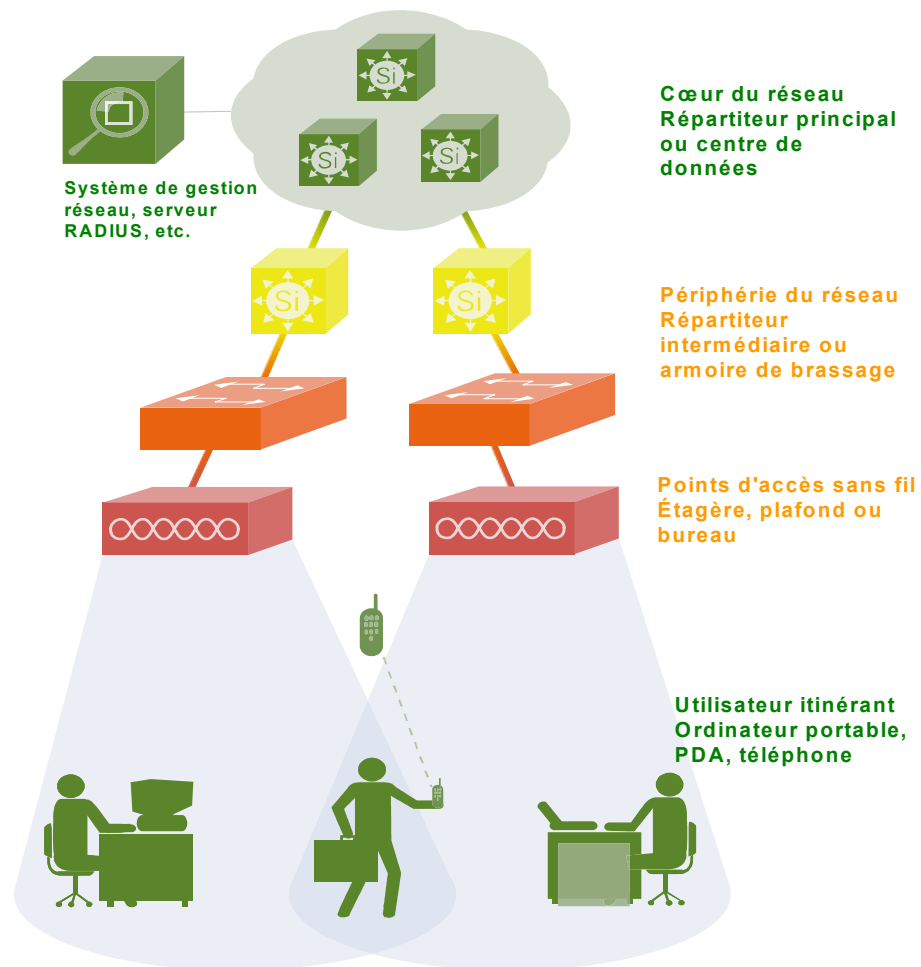 Si
Si
Si
Cœur du réseau
Répartiteur principal
ou centre de
données
Système de gestion
réseau, serveur
RADIUS, etc.
Si
Si
Périphérie du réseau
Répartiteur
intermédiaire ou
armoire de brassage
Points d'accès sans fil
Étagère, plafond ou
bureau
Utilisateur itinérant
Ordinateur portable,
PDA, téléphone